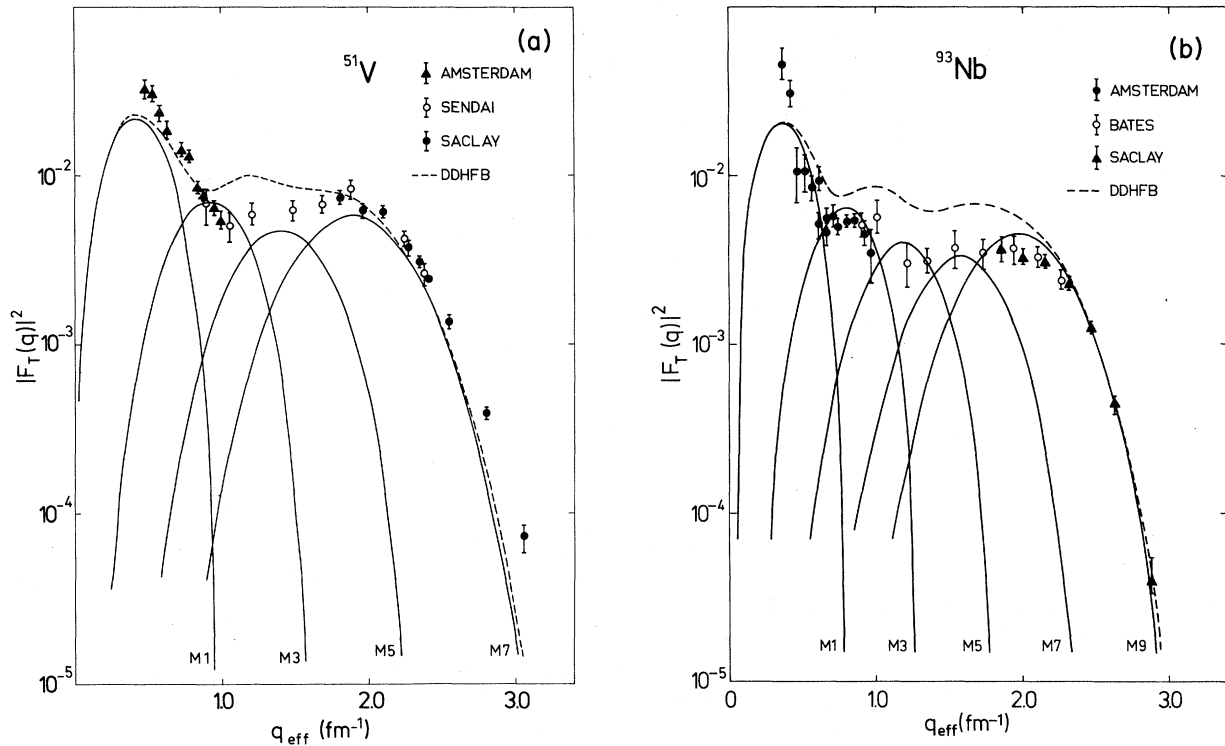 (a)
⁵¹V
AMSTERDAM
SENDAI
SACLAY
DDHFB
|F_T(q)|²
10⁻²
10⁻³
10⁻⁴
10⁻⁵
M1
M3
M5
M7
0
1.0
2.0
3.0
q_eff (fm⁻¹)
(b)
⁹³Nb
AMSTERDAM
BATES
SACLAY
DDHFB
|F_T(q)|²
10⁻²
10⁻³
10⁻⁴
10⁻⁵
M1
M3
M5
M7
M9
0
1.0
2.0
3.0
q_eff(fm⁻¹)